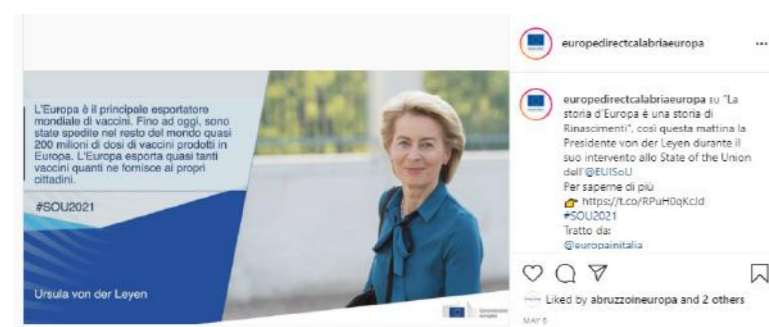 L'Europa è il principale esportatore
mondiale di vaccini. Fino ad oggi, sono
state spedite nel resto del mondo quasi
200 milioni di dosi di vaccini prodotti in
Europa. L'Europa esporta quasi tanti
vaccini quanti ne fornisce ai propri
cittadini.
#SOU2021
Ursula von der Leyen
Commissione
europea
europedirectcalabriaeuropa
europedirectcalabriaeuropa su "La
storia d'Europa è una storia di
Rinascimenti", così questa mattina la
Presidente von der Leyen durante il
suo intervento allo State of the Union
dell'@EUISoU
Per saperne di più
👉 https://t.co/RPuH0qKcJd
#SOU2021
Tratto da:
@europainitalia
Liked by abruzzoineuropa and 2 others
MAY 6